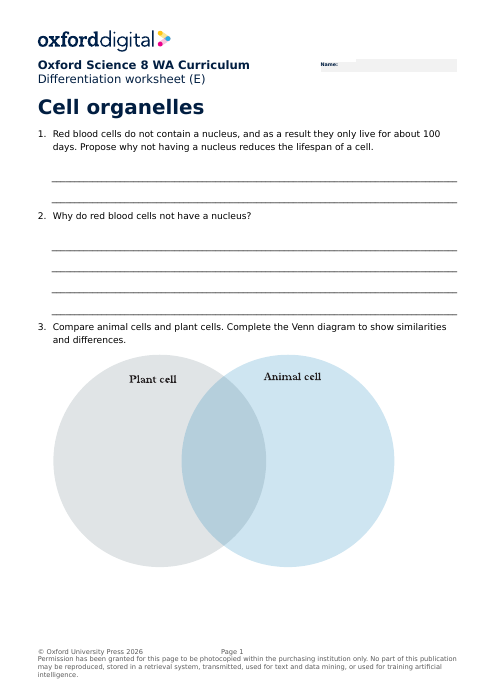 oxforddigital
Oxford Science 8 WA Curriculum
Name:
Differentiation worksheet (E)
Cell organelles
1. Red blood cells do not contain a nucleus, and as a result they only live for about 100
days. Propose why not having a nucleus reduces the lifespan of a cell.
2. Why do red blood cells not have a nucleus?
3. Compare animal cells and plant cells. Complete the Venn diagram to show similarities
and differences.
Plant cell
Animal cell
© Oxford University Press 2026 Page 1
Permission has been granted for this page to be photocopied within the purchasing institution only. No part of this publication
may be reproduced, stored in a retrieval system, transmitted, used for text and data mining, or used for training artificial
intelligence.